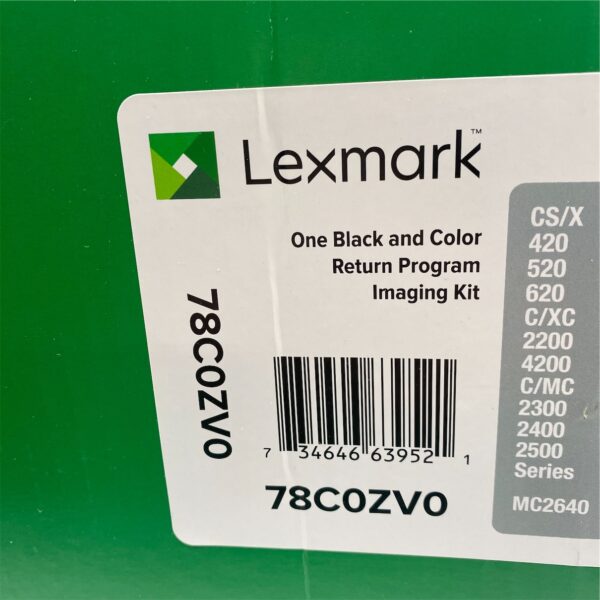 Lexmark™
One Black and Color
Return Program
Imaging Kit
78C0ZV0
7 34646 63952 1
78C0ZV0
CS/X
420
520
620
C/XC
2200
4200
C/MC
2300
2400
2500
Series
MC2640